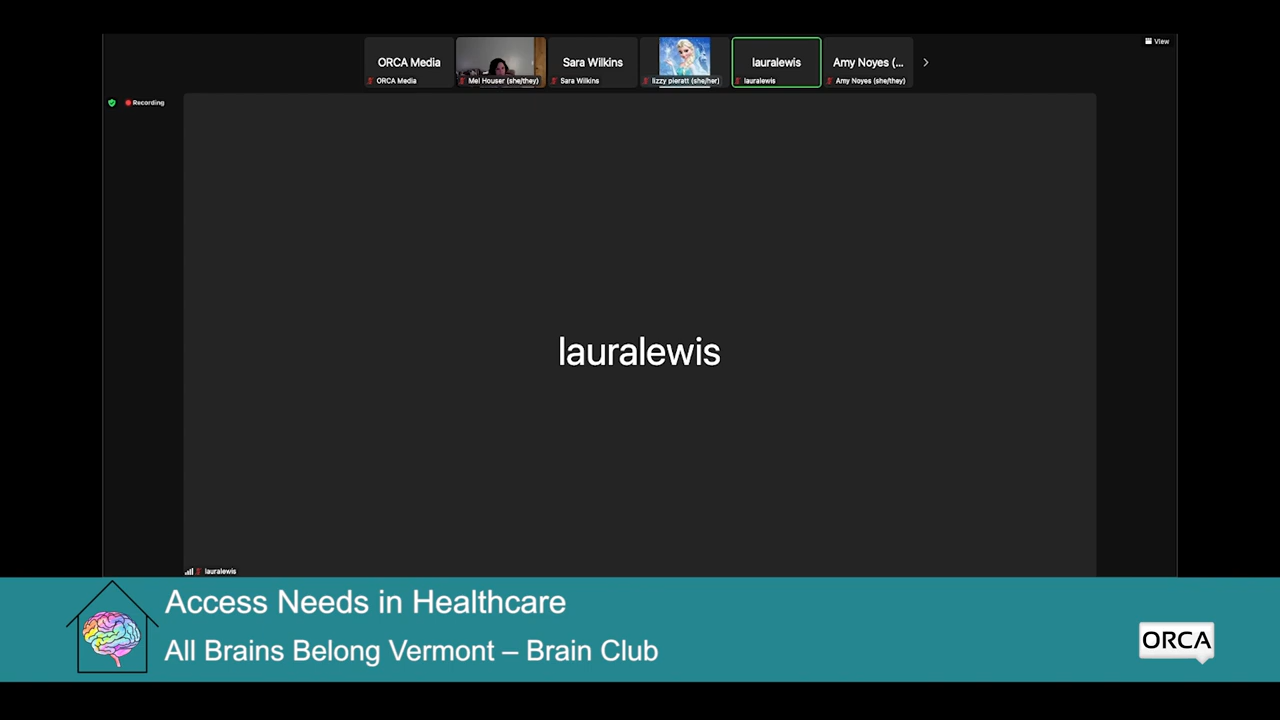 View
ORCA Media
Sara Wilkins
lauralewis
Amy Noyes (...
ORCA Media
Mel Houser (she/they)
Sara Wilkins
lizzy pieratt (she/her)
lauralewis
Amy Noyes (she/they)
Recording
lauralewis
lauralewis
Access Needs in Healthcare
All Brains Belong Vermont – Brain Club
ORCA